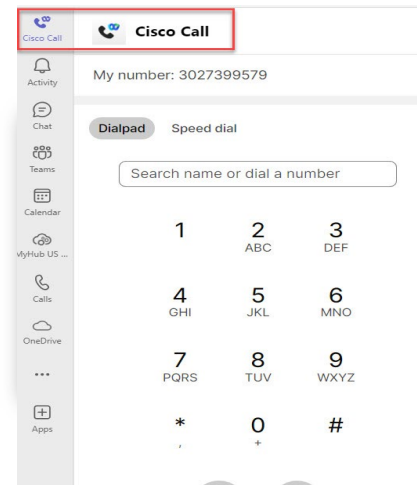 Cisco Call
Cisco Call
Activity
Chat
Teams
Calendar
MyHub US ...
Calls
OneDrive
...
Apps
My number: 3027399579
Dialpad Speed dial
Search name or dial a number
1 2 3
ABC DEF
4 5 6
GHI JKL MNO
7 8 9
PQRS TUV WXYZ
* 0 #
, +